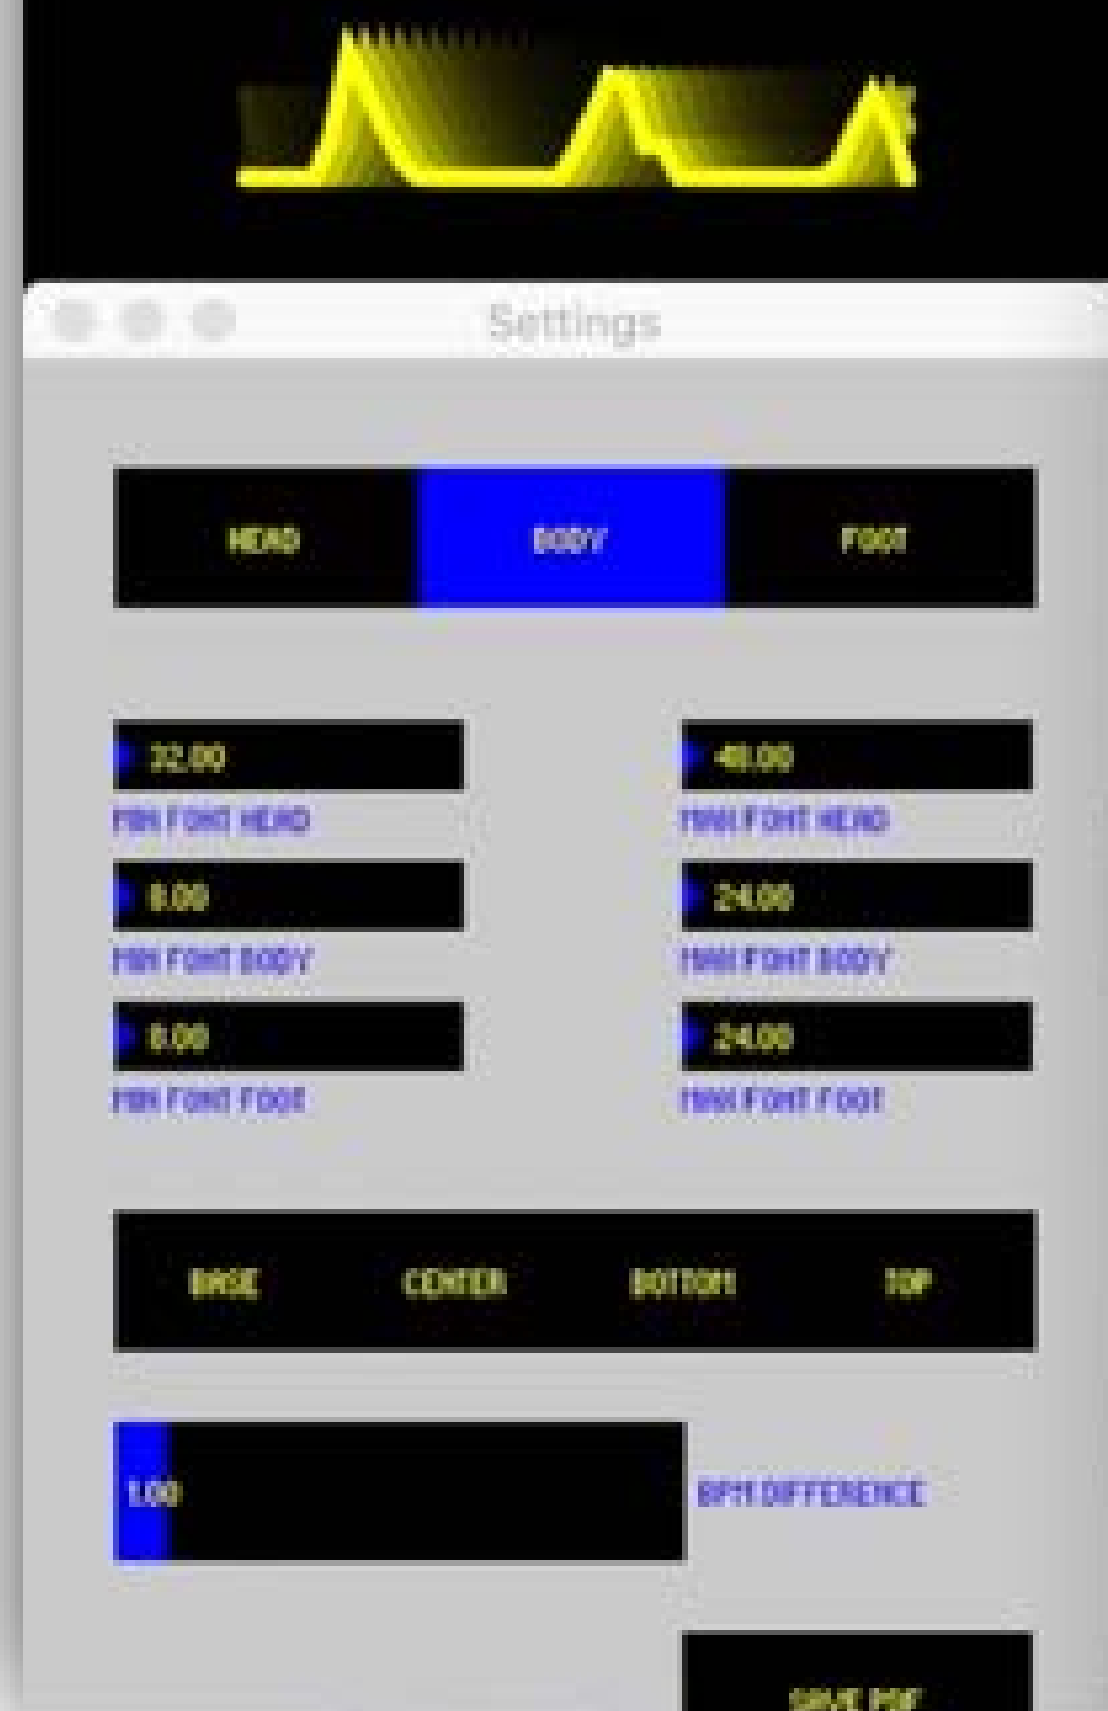 Settings
HEAD BODY FOOT
32.00 48.00
MIN FONT HEAD MAX FONT HEAD
8.00 24.00
MIN FONT BODY MAX FONT BODY
8.00 24.00
MIN FONT FOOT MAX FONT FOOT
BASE CENTER BOTTOM TOP
1.00 BPM DIFFERENCE
SAVE PDF